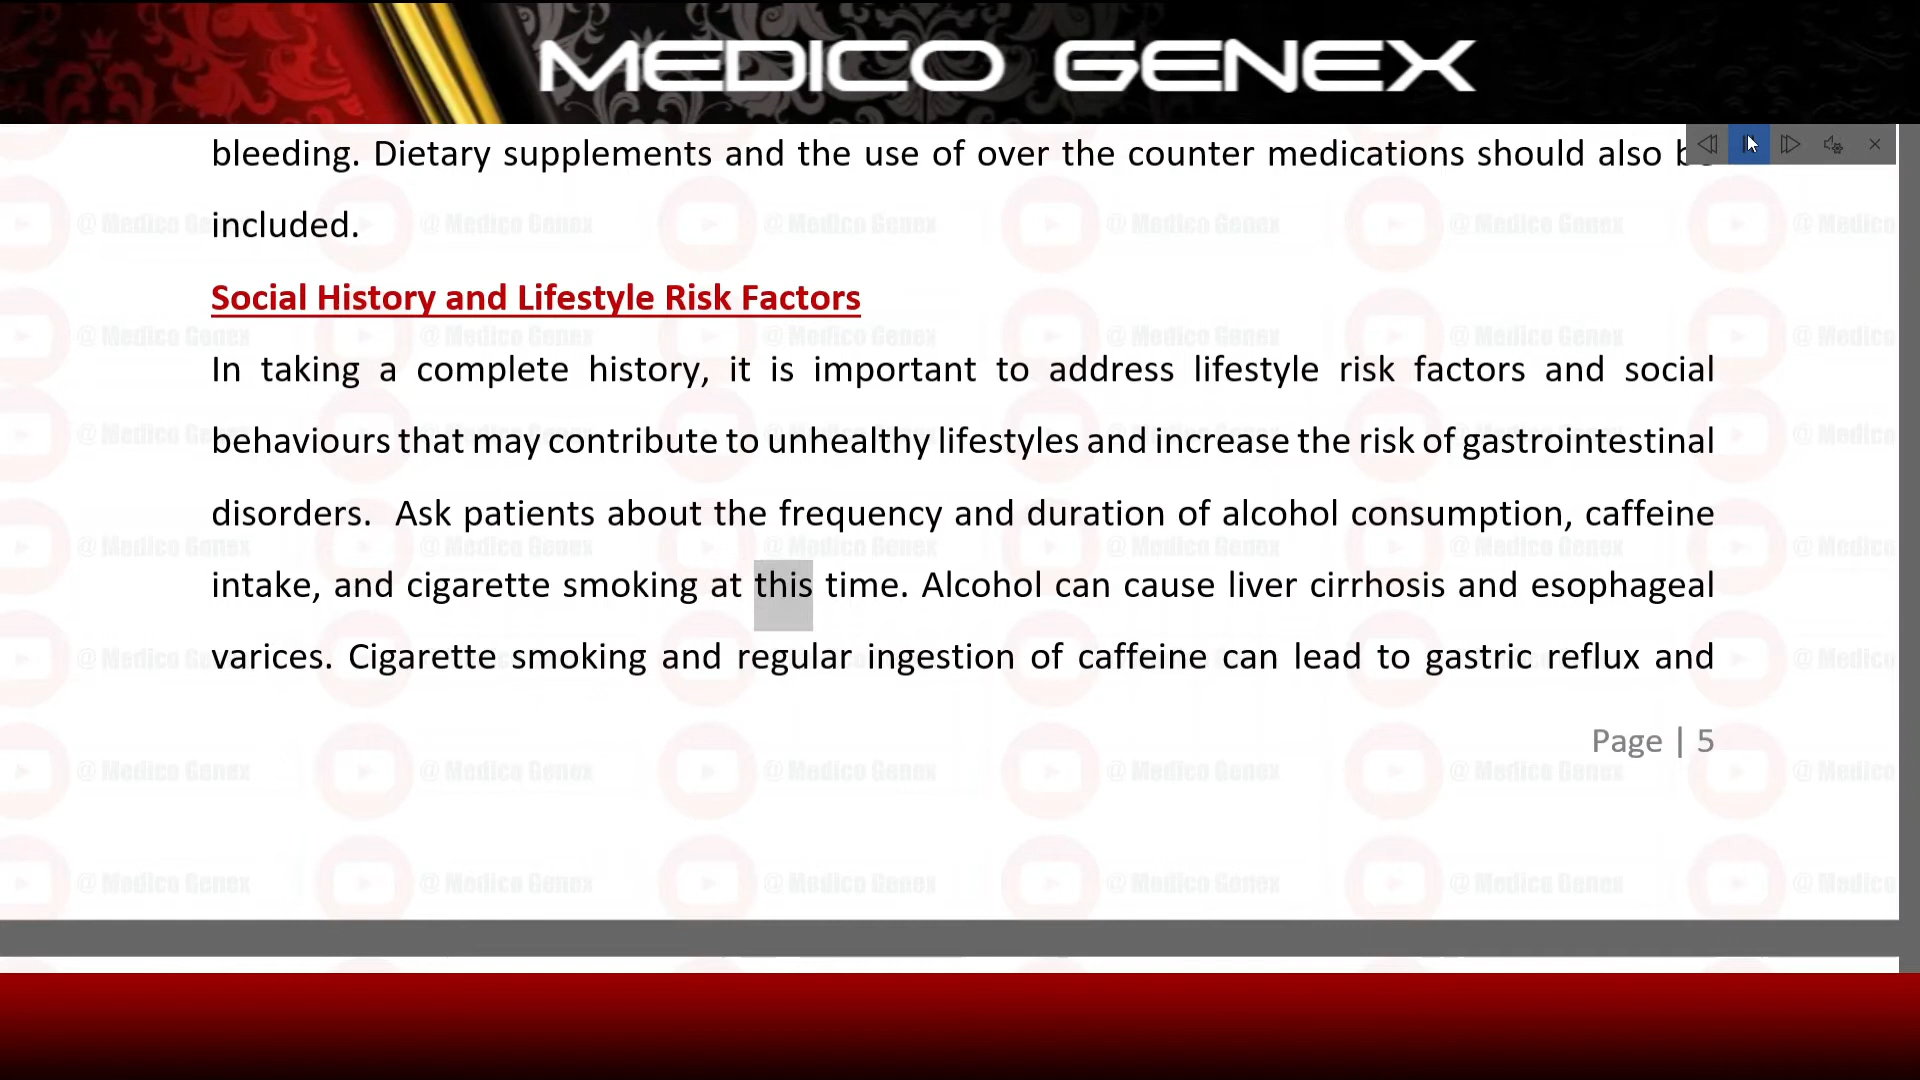 MEDICO GENEX
bleeding. Dietary supplements and the use of over the counter medications should also
included.
Social History and Lifestyle Risk Factors
In taking a complete history, it is important to address lifestyle risk factors and social
behaviours that may contribute to unhealthy lifestyles and increase the risk of gastrointestinal
disorders. Ask patients about the frequency and duration of alcohol consumption, caffeine
intake, and cigarette smoking at this time. Alcohol can cause liver cirrhosis and esophageal
varices. Cigarette smoking and regular ingestion of caffeine can lead to gastric reflux and
Page | 5
@ Medico Genex